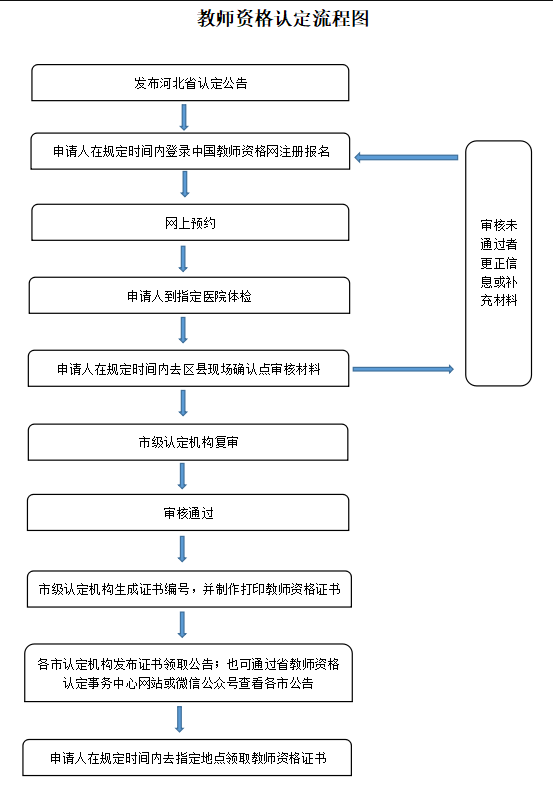 教师资格认定流程图
发布河北省认定公告
申请人在规定时间内登录中国教师资格网注册报名
网上预约
申请人到指定医院体检
申请人在规定时间内去区县现场确认点审核材料
审核未
通过者
更正信
息或补
充材料
市级认定机构复审
审核通过
市级认定机构生成证书编号，并制作打印教师资格证书
各市认定机构发布证书领取公告；也可通过省教师资格
认定事务中心网站或微信公众号查看各市公告
申请人在规定时间内去指定地点领取教师资格证书